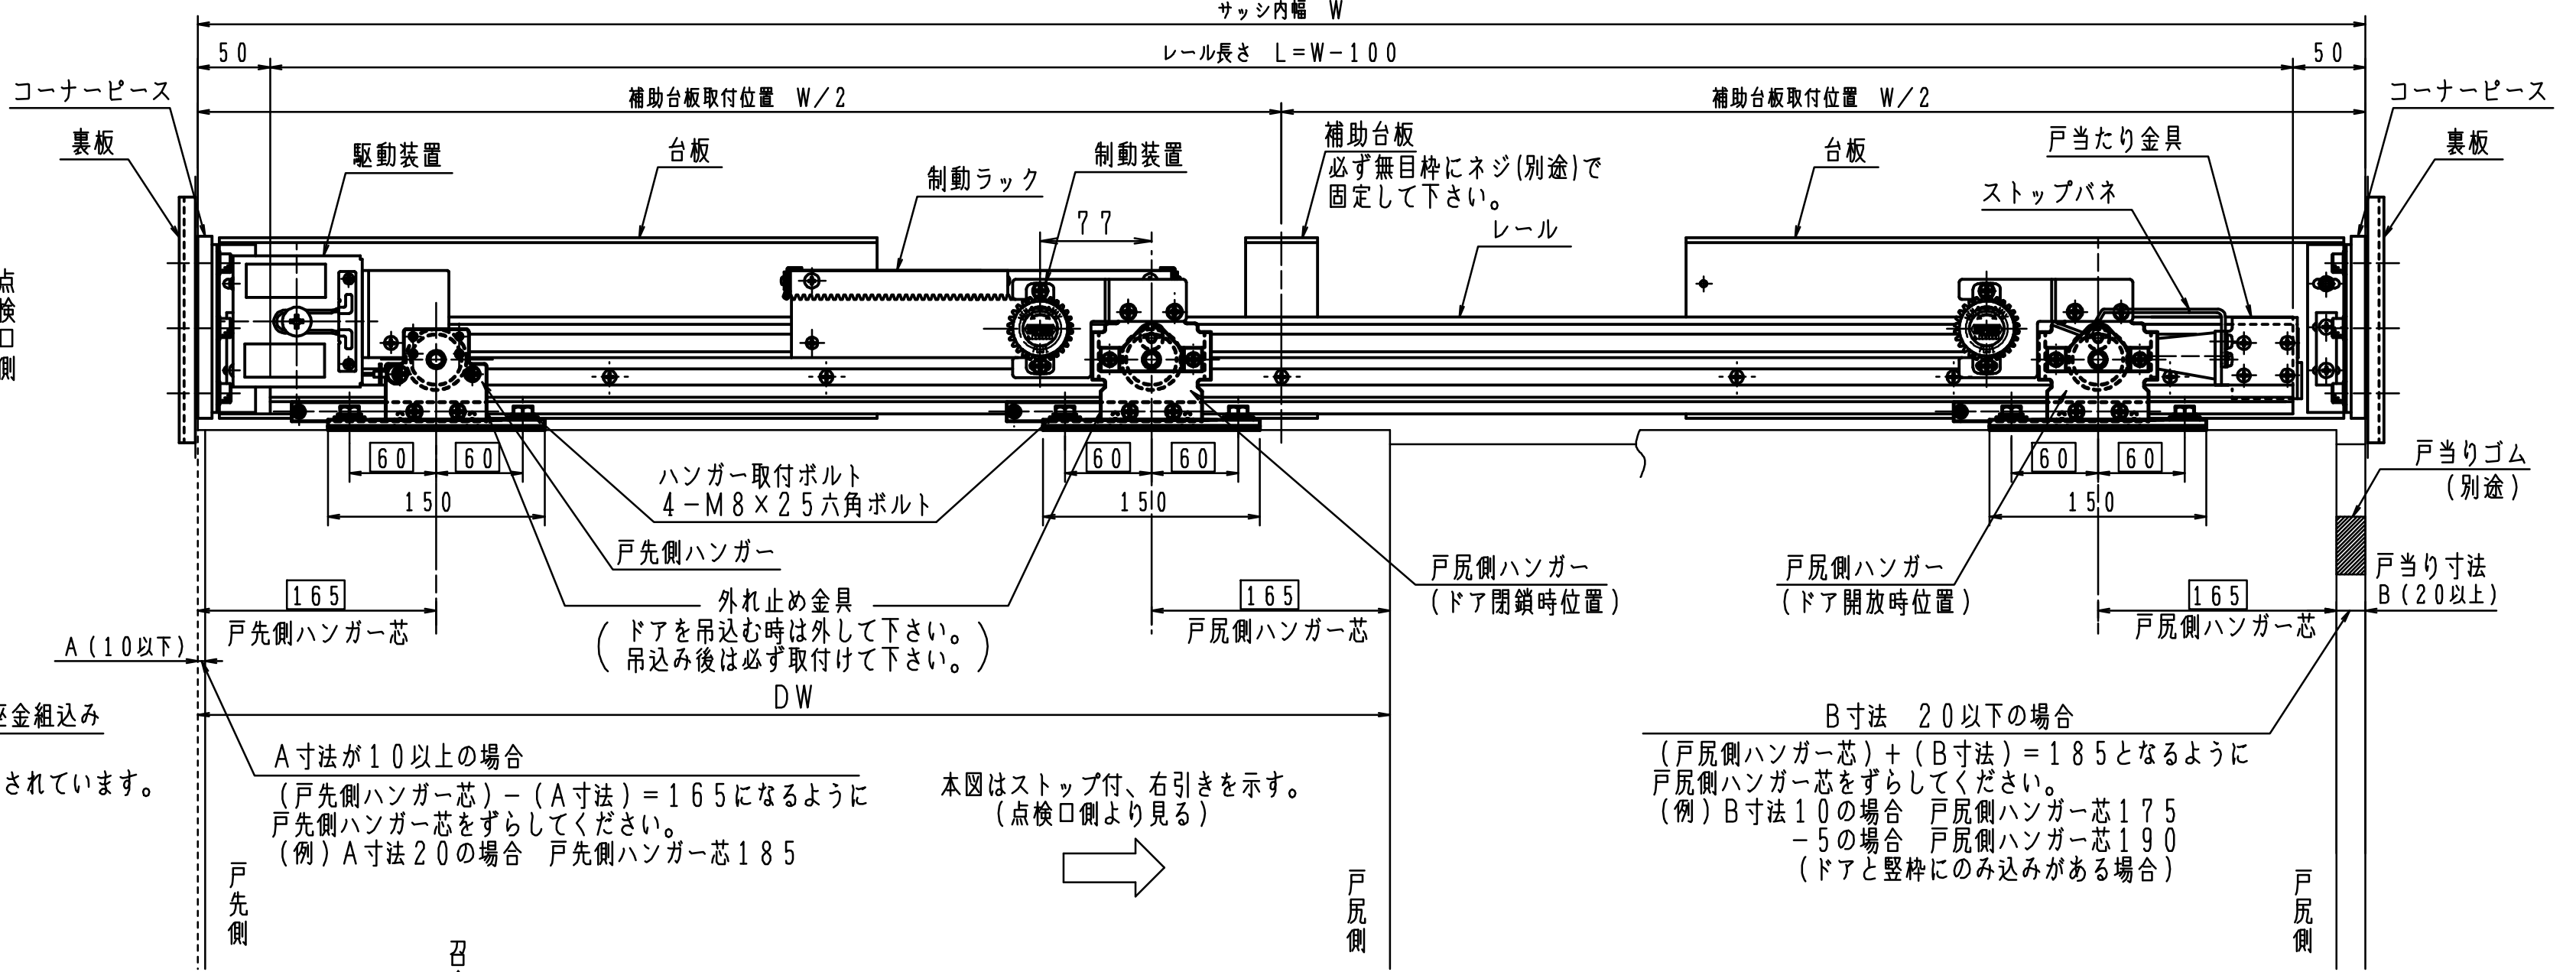 サッシ内幅 W
50
レール長さ L=W-100
50
補助台板取付位置 W/2
補助台板取付位置 W/2
コーナーピース
裏板
駆動装置
台板
制動ラック
制動装置
77
補助台板
必ず無目枠にネジ(別途)で
固定して下さい。
レール
台板
戸当たり金具
ストップバネ
コーナーピース
裏板
点検口側
60
60
150
ハンガー取付ボルト
4-M8×25六角ボルト
60
60
150
60
60
150
戸当りゴム
(別途)
戸先側ハンガー
戸尻側ハンガー
(ドア閉鎖時位置)
戸尻側ハンガー
(ドア開放時位置)
戸当り寸法
B(20以上)
165
戸先側ハンガー芯
外れ止め金具
(ドアを吊込む時は外して下さい。
吊込み後は必ず取付けて下さい。)
165
戸尻側ハンガー芯
165
戸尻側ハンガー芯
A(10以下)
DW
座金組込み
されています。
A寸法が10以上の場合
(戸先側ハンガー芯)-(A寸法)=165になるように
戸先側ハンガー芯をずらしてください。
(例)A寸法20の場合 戸先側ハンガー芯185
本図はストップ付、右引きを示す。
(点検口側より見る)
B寸法 20以下の場合
(戸尻側ハンガー芯)+(B寸法)=185となるように
戸尻側ハンガー芯をずらしてください。
(例)B寸法10の場合 戸尻側ハンガー芯175
-5の場合 戸尻側ハンガー芯190
(ドアと竪枠にのみ込みがある場合)
戸先側
戸尻側
戸尻側
召